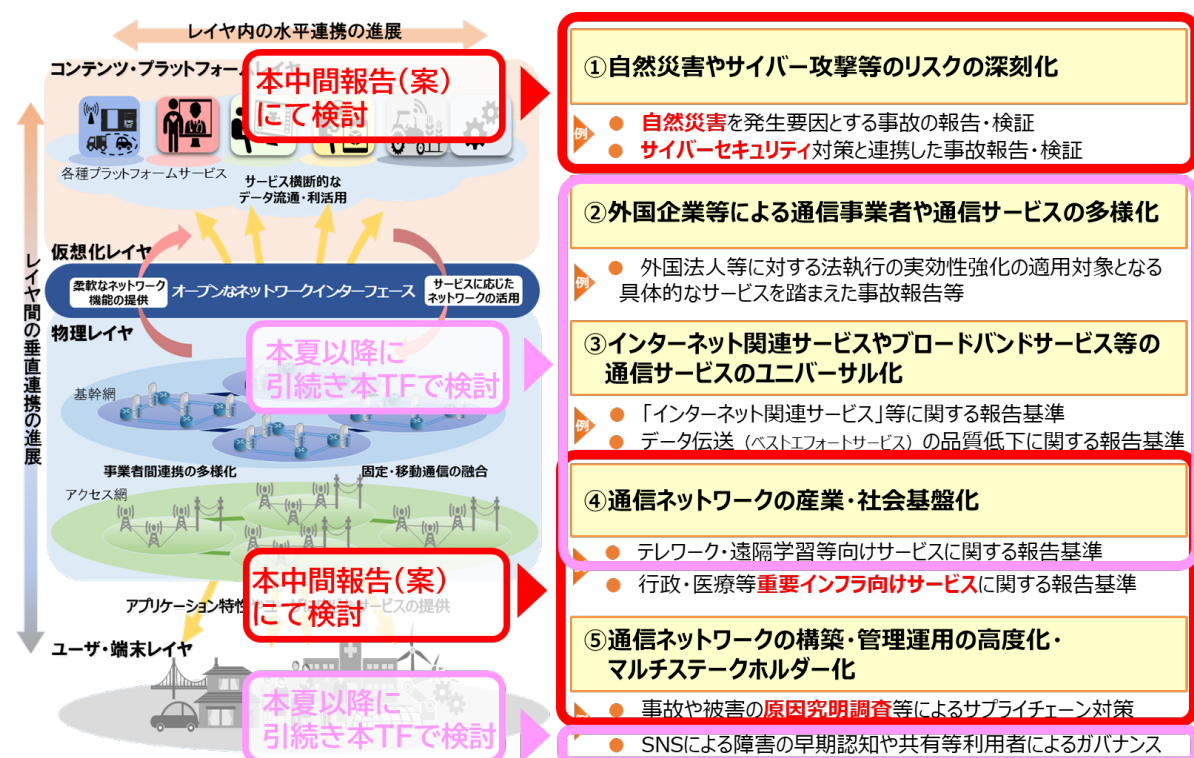 レイヤ内の水平連携の進展
コンテンツ・プラットフォームレイヤ
本中間報告(案)
にて検討
各種プラットフォームサービス
サービス横断的な
データ流通・利活用
仮想化レイヤ
柔軟なネットワーク
機能の提供
オープンなネットワークインターフェース
サービスに応じた
ネットワークの活用
レイヤ間の垂直連携の進展
物理レイヤ
本夏以降に
引続き本TFで検討
基幹網
事業者間連携の多様化
固定・移動通信の融合
アクセス網
本中間報告(案)
にて検討
アプリケーション特性
サービスの提供
ユーザ・端末レイヤ
本夏以降に
引続き本TFで検討
①自然災害やサイバー攻撃等のリスクの深刻化
例
● 自然災害を発生要因とする事故の報告・検証
● サイバーセキュリティ対策と連携した事故報告・検証
②外国企業等による通信事業者や通信サービスの多様化
例
● 外国法人等に対する法執行の実効性強化の適用対象となる
具体的なサービスを踏まえた事故報告等
③インターネット関連サービスやブロードバンドサービス等の
通信サービスのユニバーサル化
例
● 「インターネット関連サービス」等に関する報告基準
● データ伝送（ベストエフォートサービス）の品質低下に関する報告基準
④通信ネットワークの産業・社会基盤化
● テレワーク・遠隔学習等向けサービスに関する報告基準
● 行政・医療等重要インフラ向けサービスに関する報告基準
⑤通信ネットワークの構築・管理運用の高度化・
マルチステークホルダー化
● 事故や被害の原因究明調査等によるサプライチェーン対策
● SNSによる障害の早期認知や共有等利用者によるガバナンス